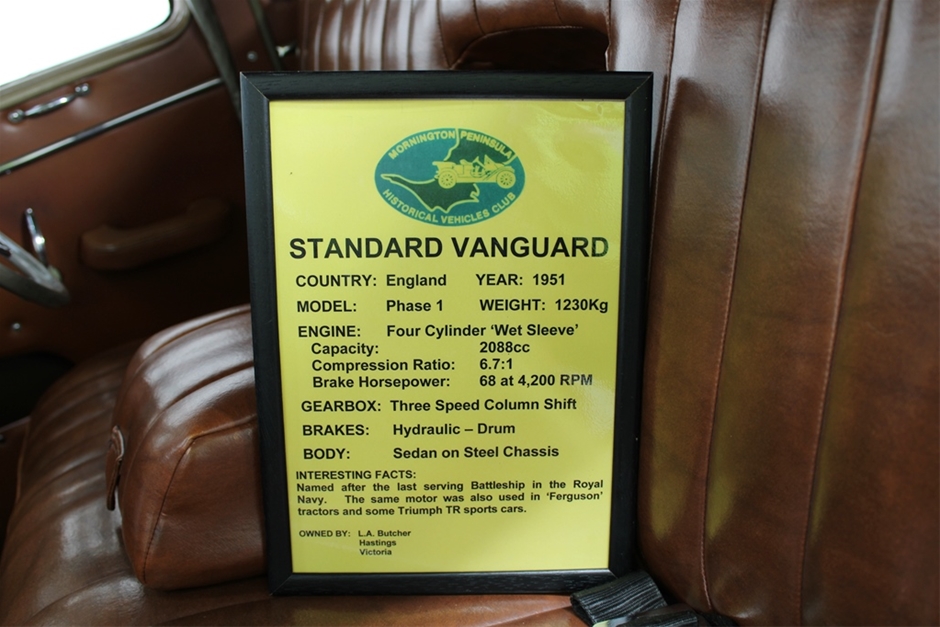 MORNINGTON PENINSULA
HISTORICAL VEHICLES CLUB
STANDARD VANGUARD
COUNTRY: England YEAR: 1951
MODEL: Phase 1 WEIGHT: 1230Kg
ENGINE: Four Cylinder ‘Wet Sleeve’
Capacity: 2088cc
Compression Ratio: 6.7:1
Brake Horsepower: 68 at 4,200 RPM
GEARBOX: Three Speed Column Shift
BRAKES: Hydraulic – Drum
BODY: Sedan on Steel Chassis
INTERESTING FACTS:
Named after the last serving Battleship in the Royal
Navy. The same motor was also used in ‘Ferguson’
tractors and some Triumph TR sports cars.
OWNED BY: L.A. Butcher
Hastings
Victoria